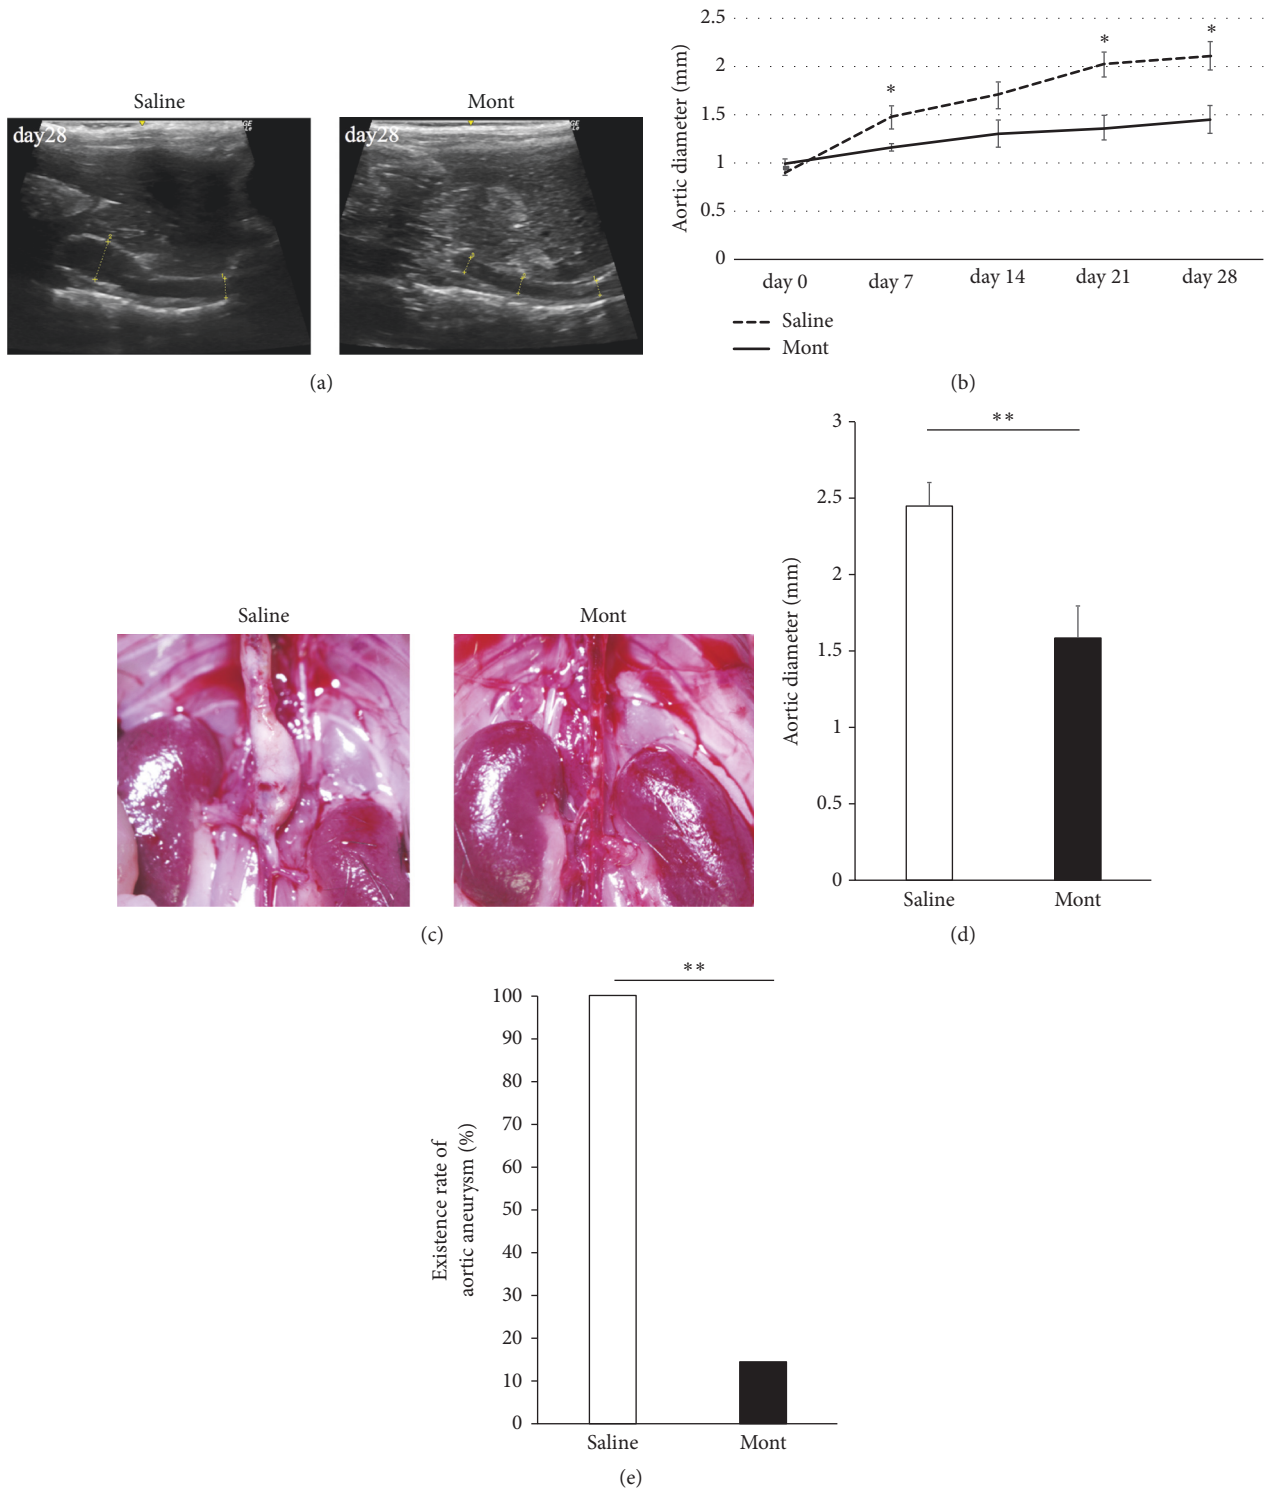 Saline
Mont
day28
day28
GE
L6
(a)
Aortic diameter (mm)
2.5
2
1.5
1
0.5
0
*
*
*
day 0
day 7
day 14
day 21
day 28
Saline
Mont
(b)
Saline
Mont
(c)
Aortic diameter (mm)
3
2.5
2
1.5
1
0.5
0
**
Saline
Mont
(d)
Existence rate of
aortic aneurysm (%)
100
90
80
70
60
50
40
30
20
10
0
**
Saline
Mont
(e)